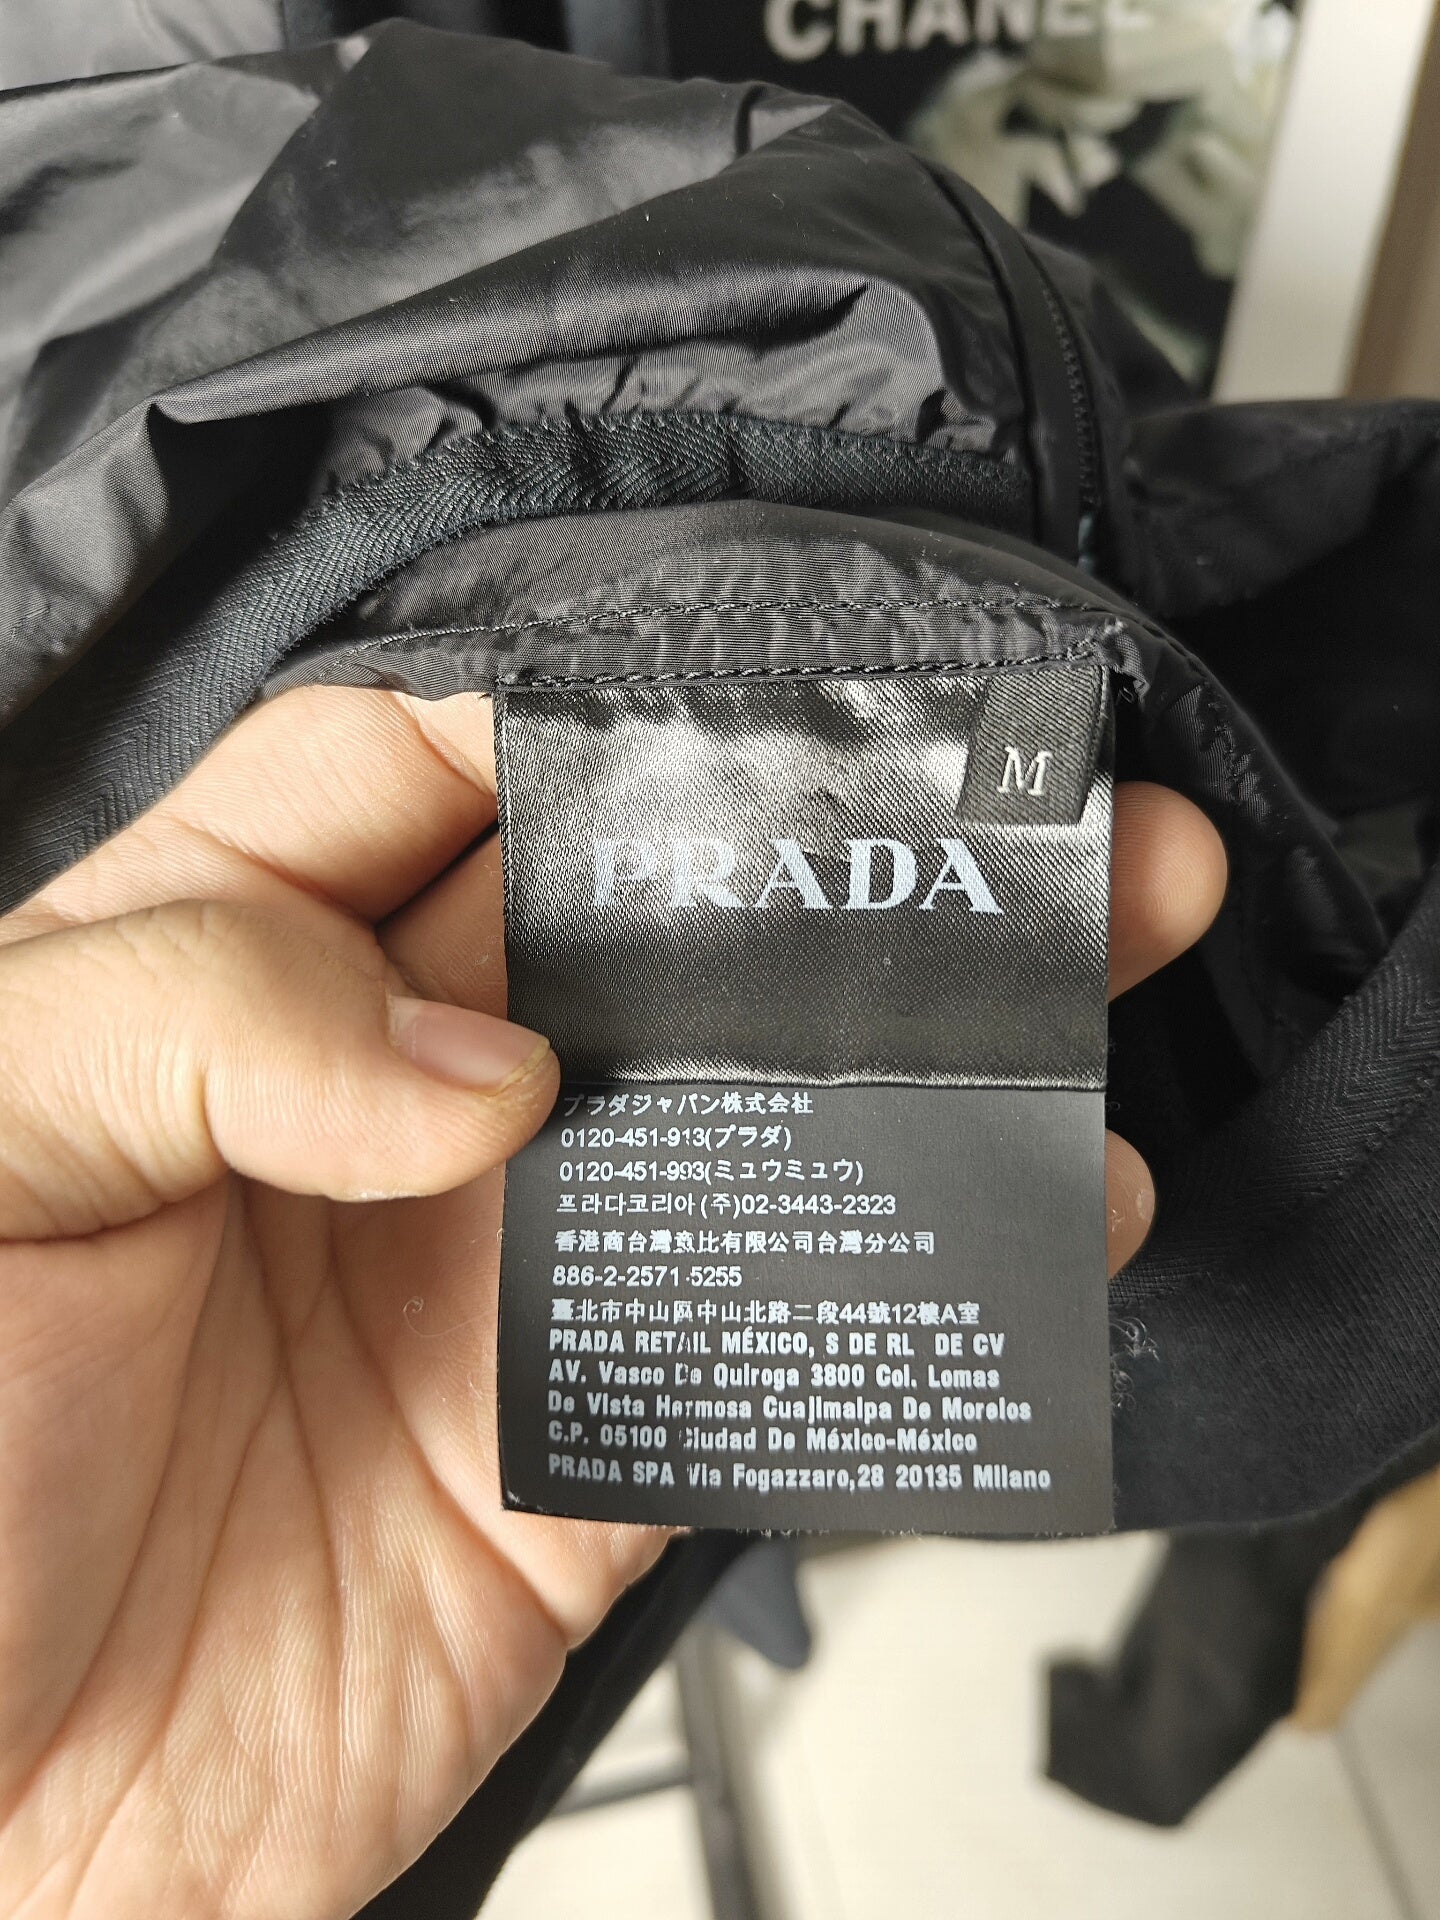 CHANEL
M
PRADA
プラダジャパン株式会社
0120-451-913(プラダ)
0120-451-993(ミュウミュウ)
프라다코리아(주)02-3443-2323
香港商台灣意比有限公司台灣分公司
886-2-2571-5255
臺北市中山區中山北路二段44號12樓A室
PRADA RETAIL MÉXICO, S DE RL DE CV
AV. Vasco De Quiroga 3800 Col. Lomas
De Vista Hermosa Cuajimalpa De Morelos
C.P. 05100 Ciudad De México-México
PRADA SPA Via Fogazzaro,28 20135 Milano